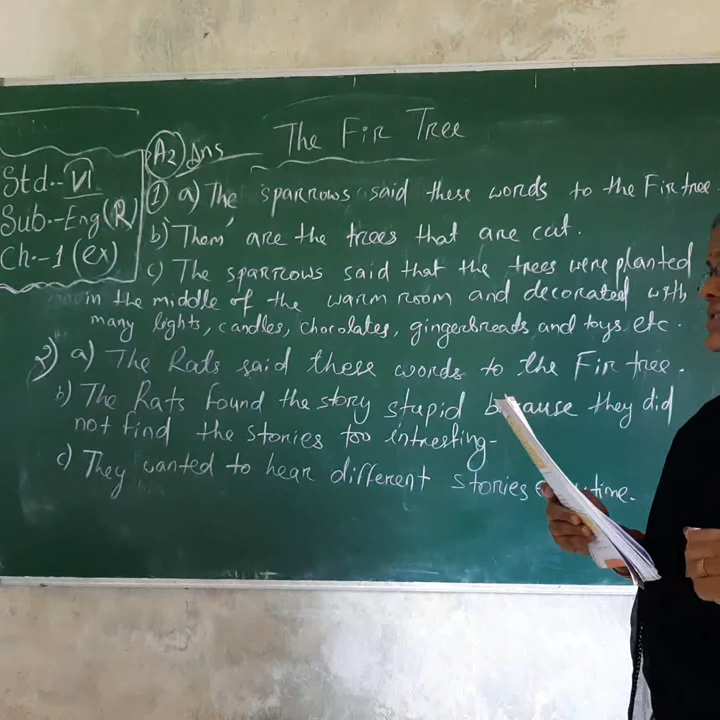 The Fir Tree
Std.- VI
Sub.- Eng (R)
Ch.- 1 (ex)
A2) Ans
1) a) The sparrows said these words to the Fir tree
b) 'Them' are the trees that are cut.
c) The sparrows said that the trees were planted
in the middle of the warm room and decorated with
many lights, candles, chocolates, gingerbreads and toys etc.
2) a) The Rats said these words to the Fir tree.
b) The Rats found the story stupid because they did
not find the stories too intresting-
c) They wanted to hear different stories time.